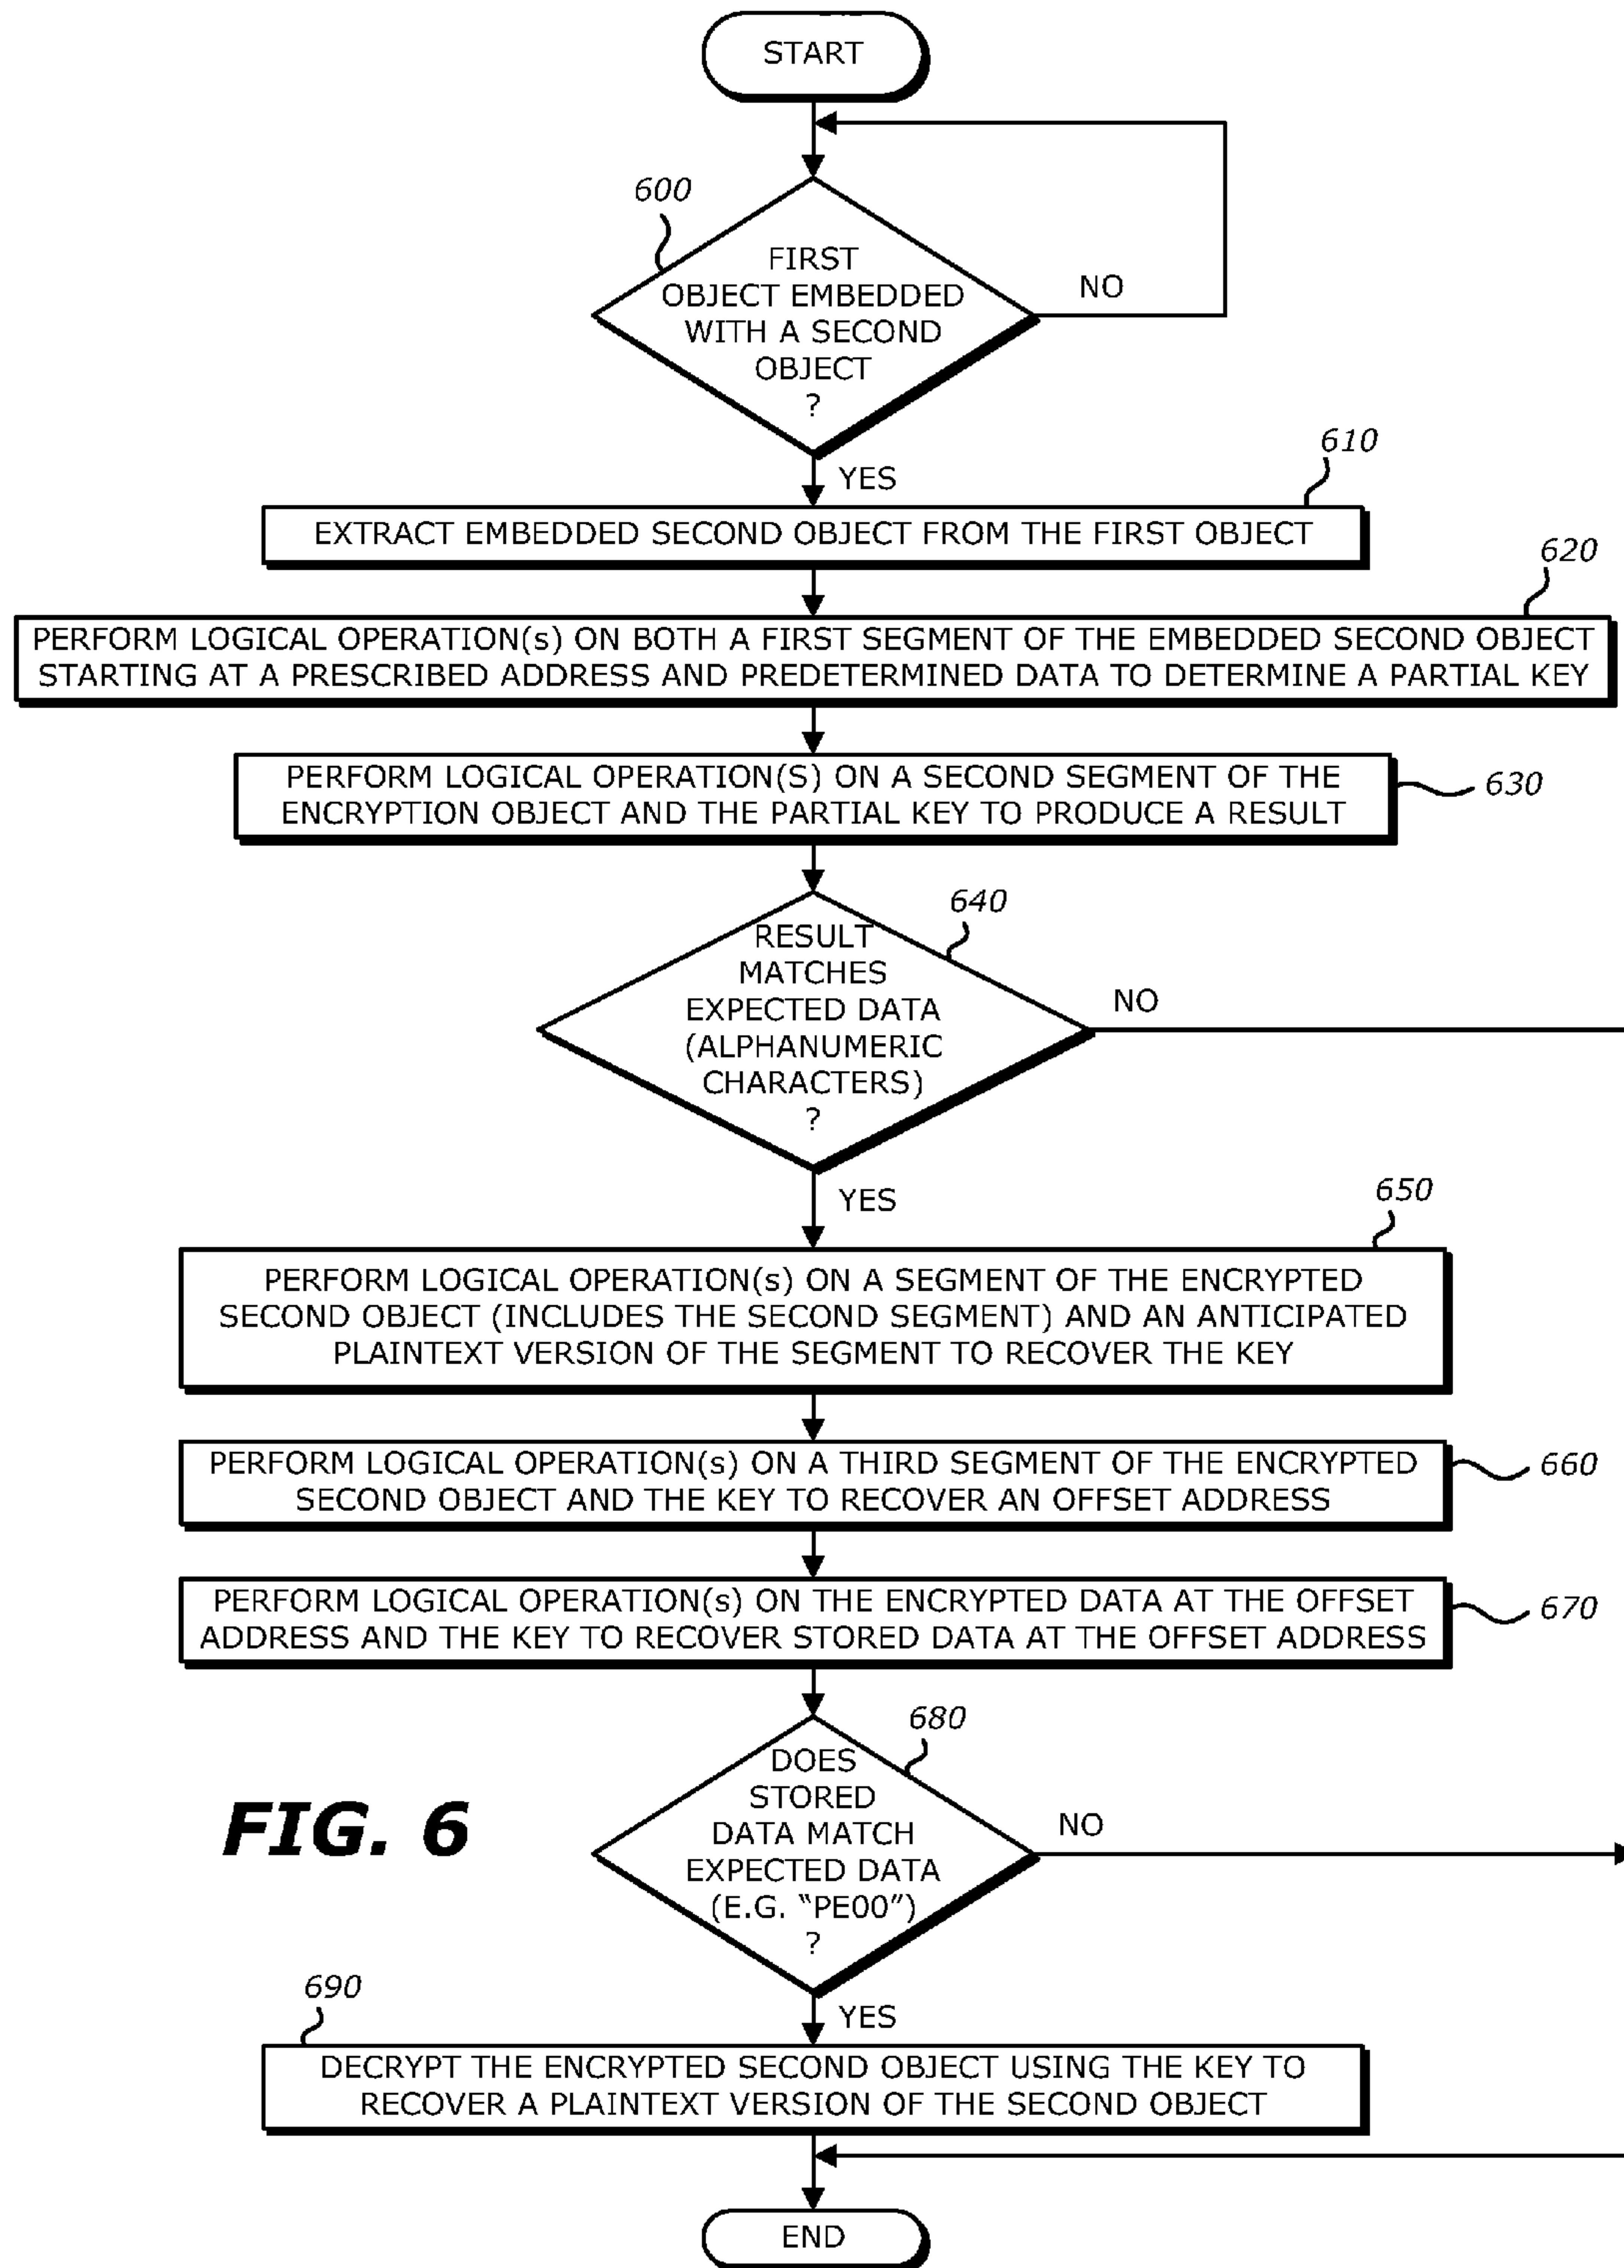 START
600
FIRST
OBJECT EMBEDDED
WITH A SECOND
OBJECT
?
NO
YES
610
EXTRACT EMBEDDED SECOND OBJECT FROM THE FIRST OBJECT
620
PERFORM LOGICAL OPERATION(s) ON BOTH A FIRST SEGMENT OF THE EMBEDDED SECOND OBJECT
STARTING AT A PRESCRIBED ADDRESS AND PREDETERMINED DATA TO DETERMINE A PARTIAL KEY
PERFORM LOGICAL OPERATION(S) ON A SECOND SEGMENT OF THE
ENCRYPTION OBJECT AND THE PARTIAL KEY TO PRODUCE A RESULT
630
640
RESULT
MATCHES
EXPECTED DATA
(ALPHANUMERIC
CHARACTERS)
?
NO
YES
650
PERFORM LOGICAL OPERATION(s) ON A SEGMENT OF THE ENCRYPTED
SECOND OBJECT (INCLUDES THE SECOND SEGMENT) AND AN ANTICIPATED
PLAINTEXT VERSION OF THE SEGMENT TO RECOVER THE KEY
PERFORM LOGICAL OPERATION(s) ON A THIRD SEGMENT OF THE ENCRYPTED
SECOND OBJECT AND THE KEY TO RECOVER AN OFFSET ADDRESS
660
PERFORM LOGICAL OPERATION(s) ON THE ENCRYPTED DATA AT THE OFFSET
ADDRESS AND THE KEY TO RECOVER STORED DATA AT THE OFFSET ADDRESS
670
680
DOES
STORED
DATA MATCH
EXPECTED DATA
(E.G. “PE00”)
?
NO
FIG. 6
YES
690
DECRYPT THE ENCRYPTED SECOND OBJECT USING THE KEY TO
RECOVER A PLAINTEXT VERSION OF THE SECOND OBJECT
END